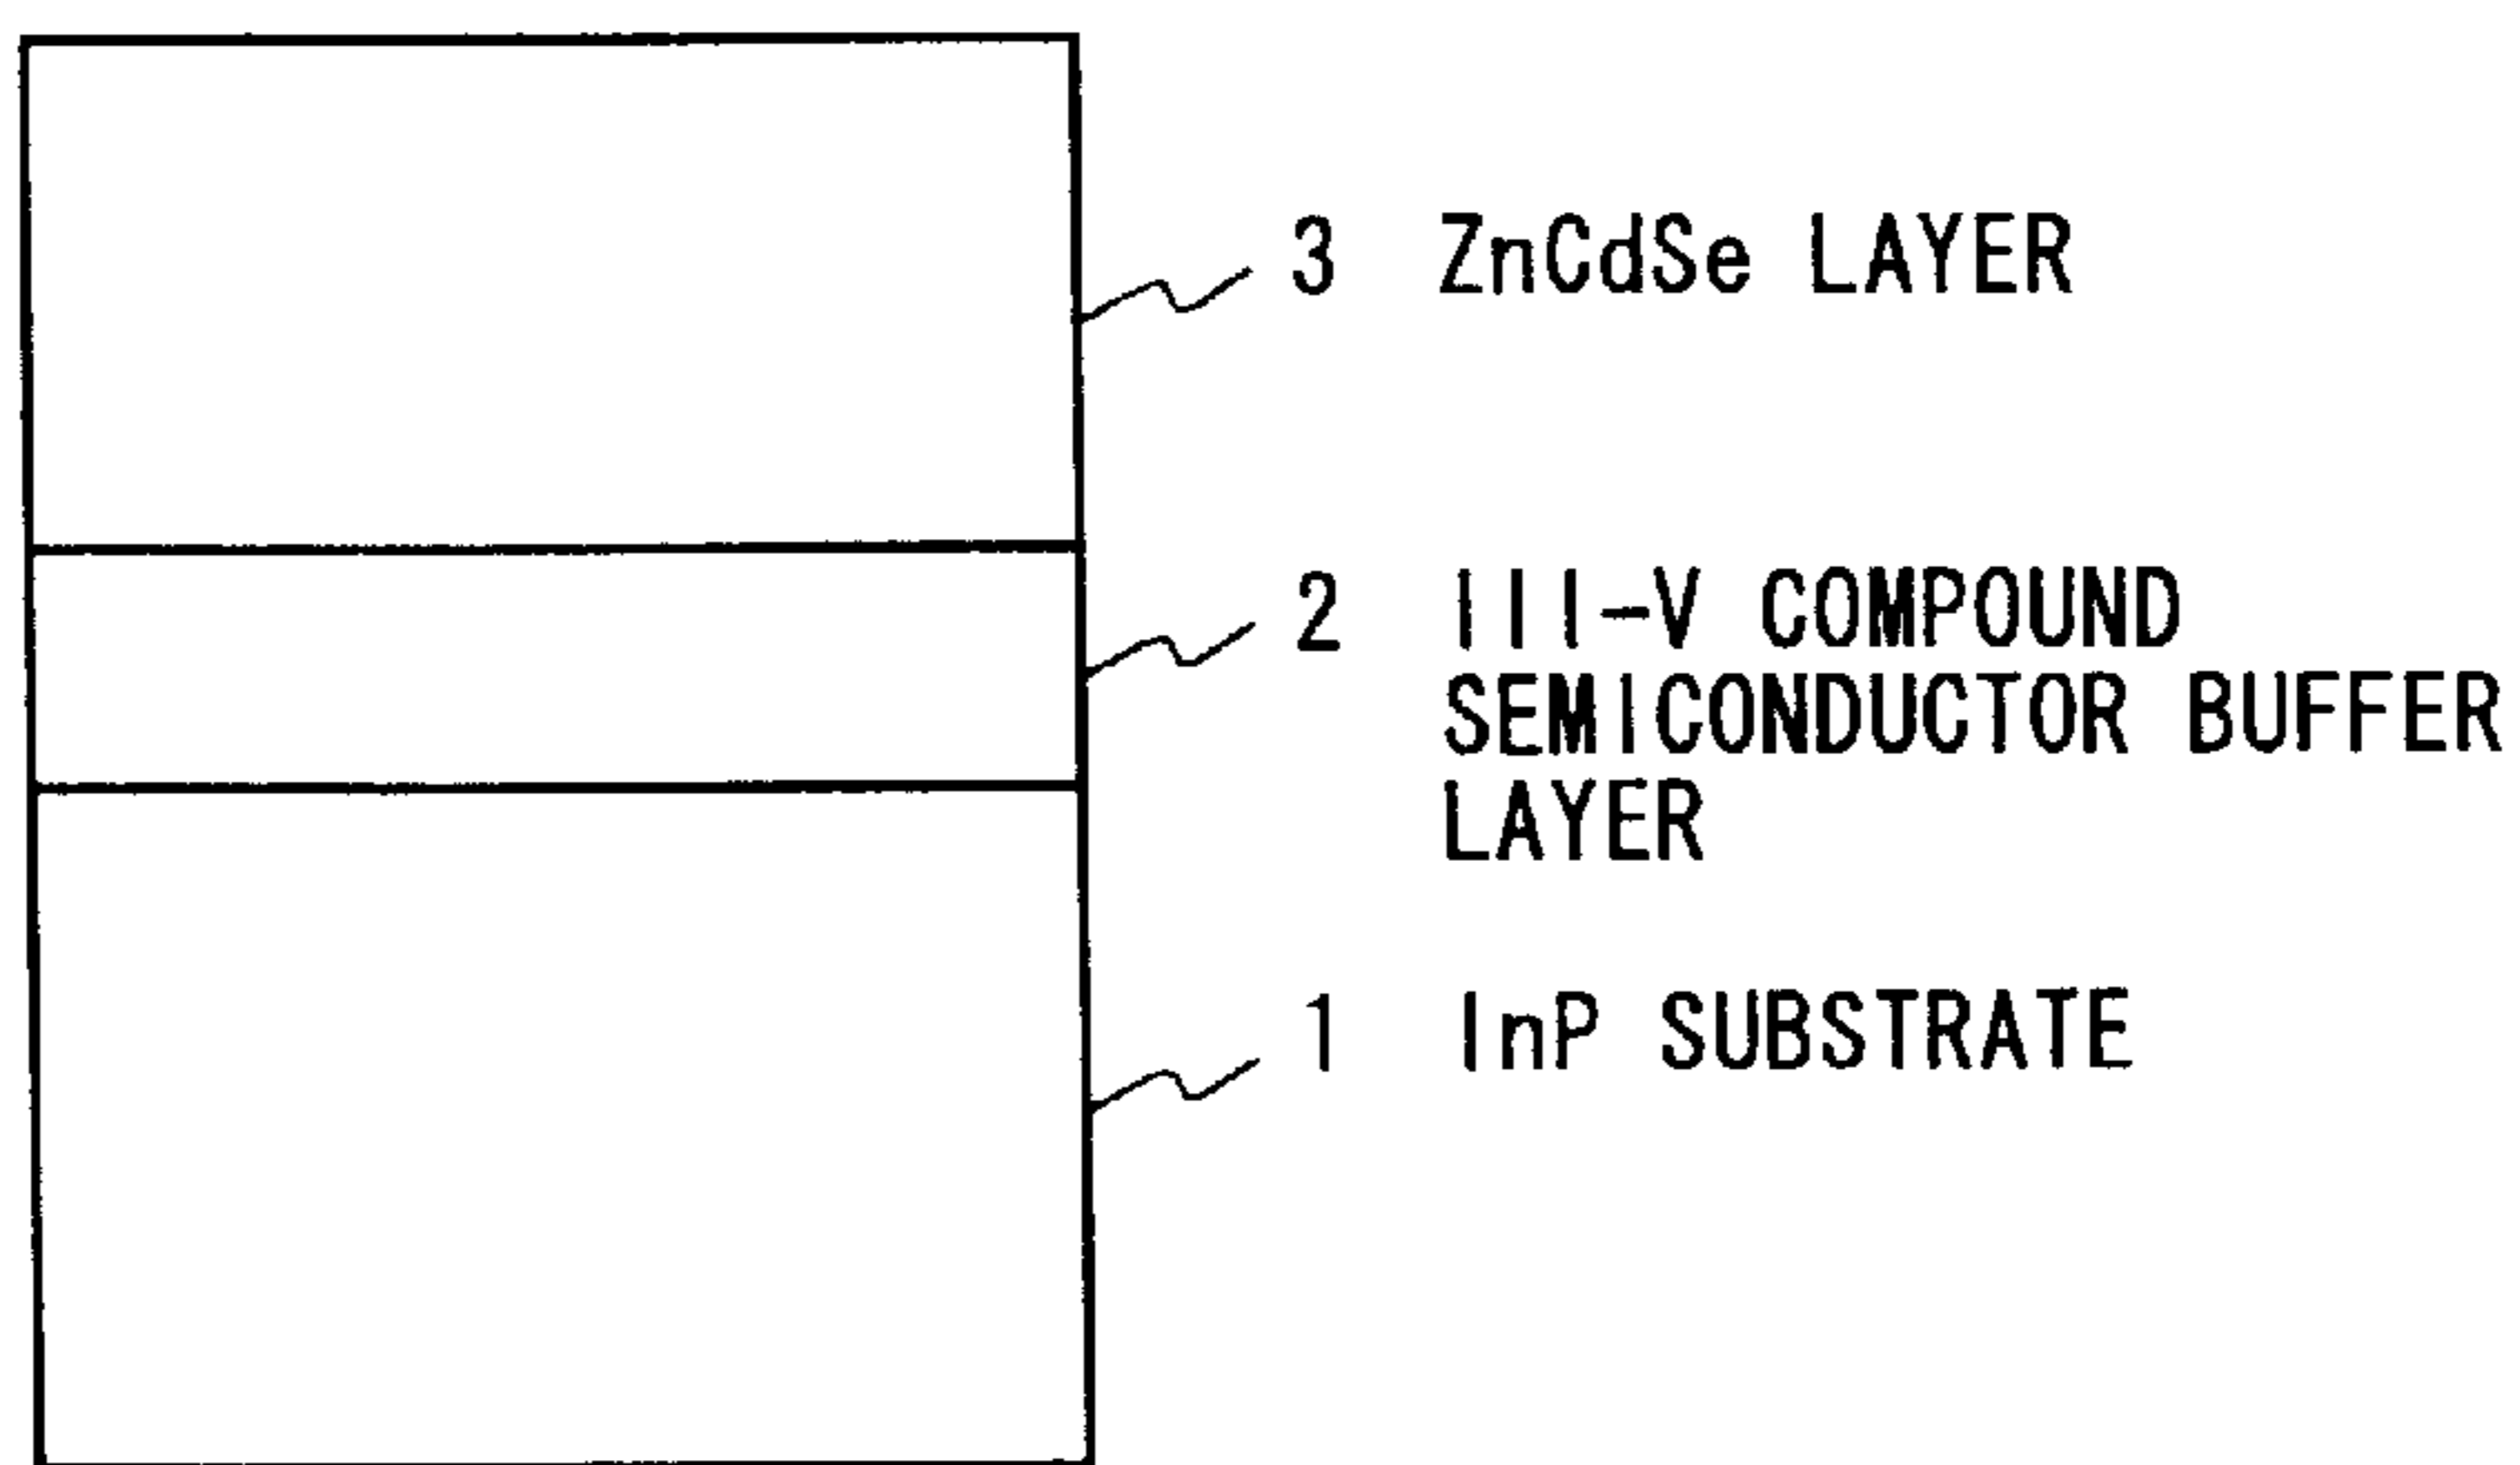 3 ZnCdSe LAYER
2 III-V COMPOUND
SEMICONDUCTOR BUFFER
LAYER
1 InP SUBSTRATE